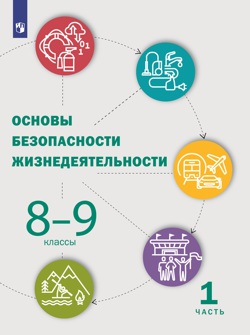 ОСНОВЫ
БЕЗОПАСНОСТИ
ЖИЗНЕДЕЯТЕЛЬНОСТИ
8–9
классы
1
ЧАСТЬ